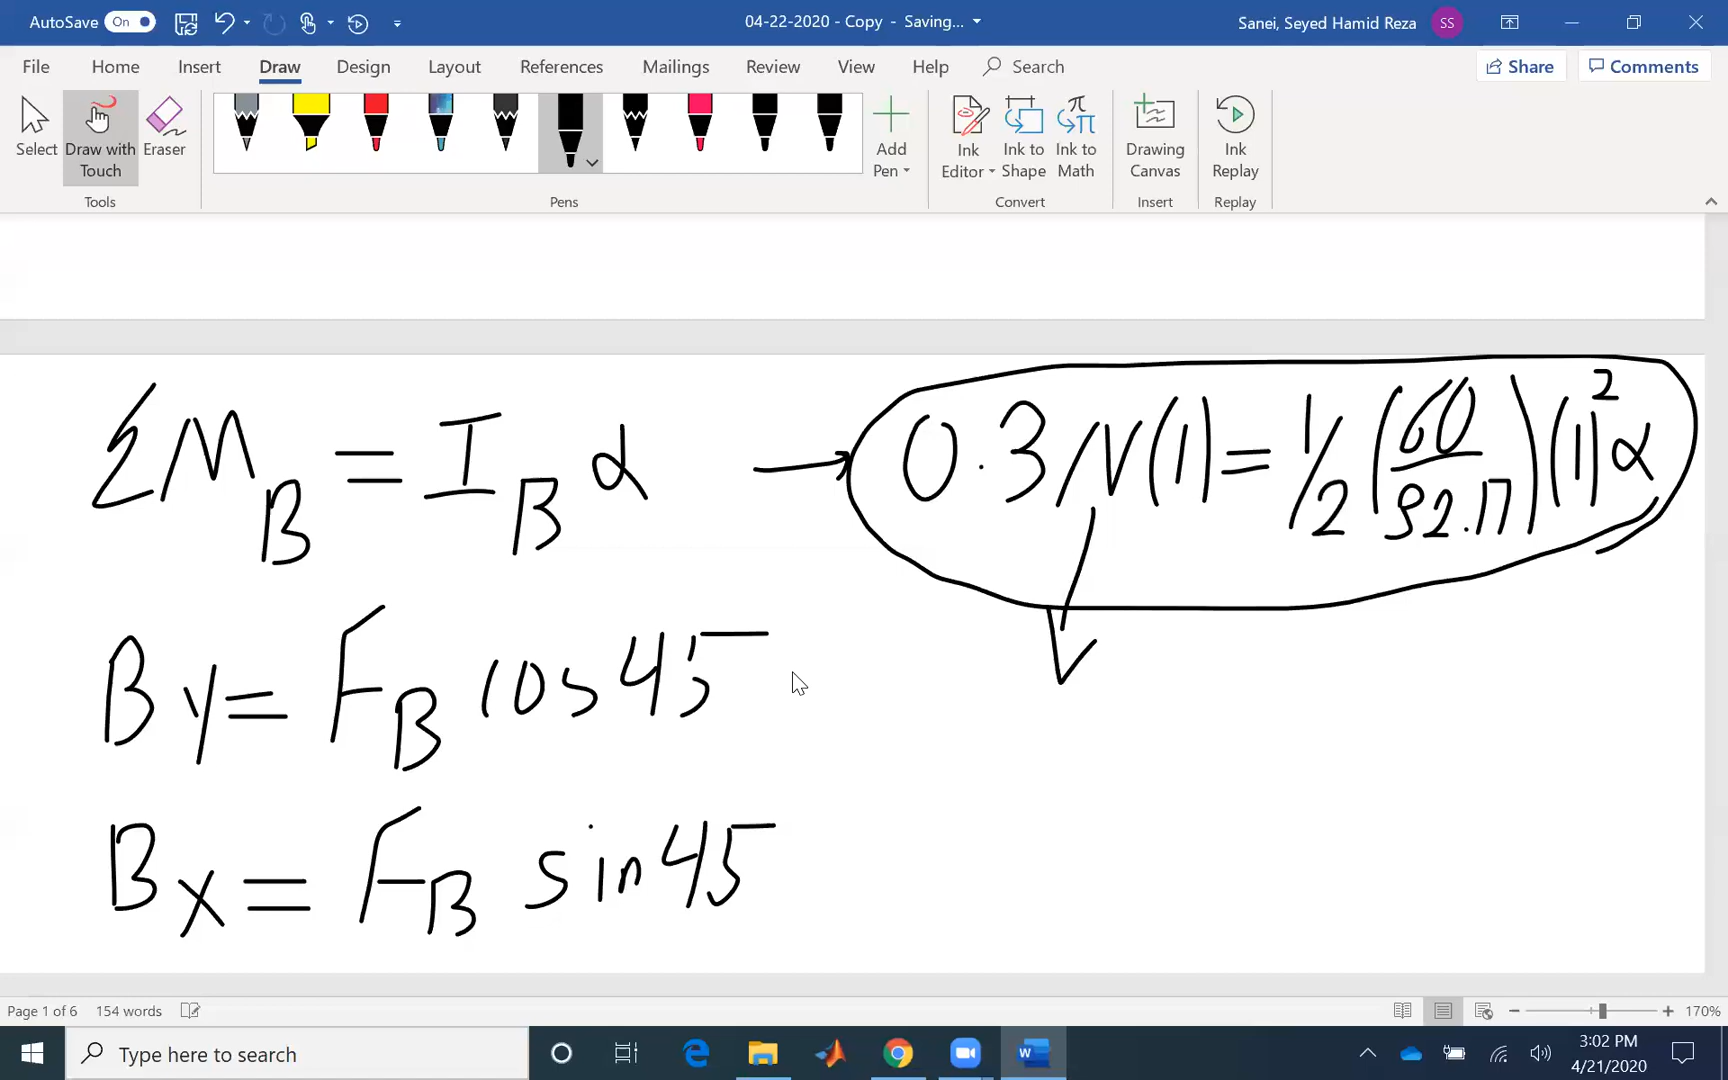 AutoSave On 04-22-2020 - Copy - Saving... Sanei, Seyed Hamid Reza SS
File Home Insert Draw Design Layout References Mailings Review View Help Search Share Comments
Select Draw with Touch Eraser Add Pen Ink Editor Ink to Shape Ink to Math Drawing Canvas Ink Replay
Tools Pens Convert Insert Replay
ΣM_B = I_B α → 0.3N(1) = 1/2 (60/32.17)(1)² α
By = F_B cos45
Bx = F_B sin45
Page 1 of 6 154 words 170%
Type here to search 3:02 PM
4/21/2020